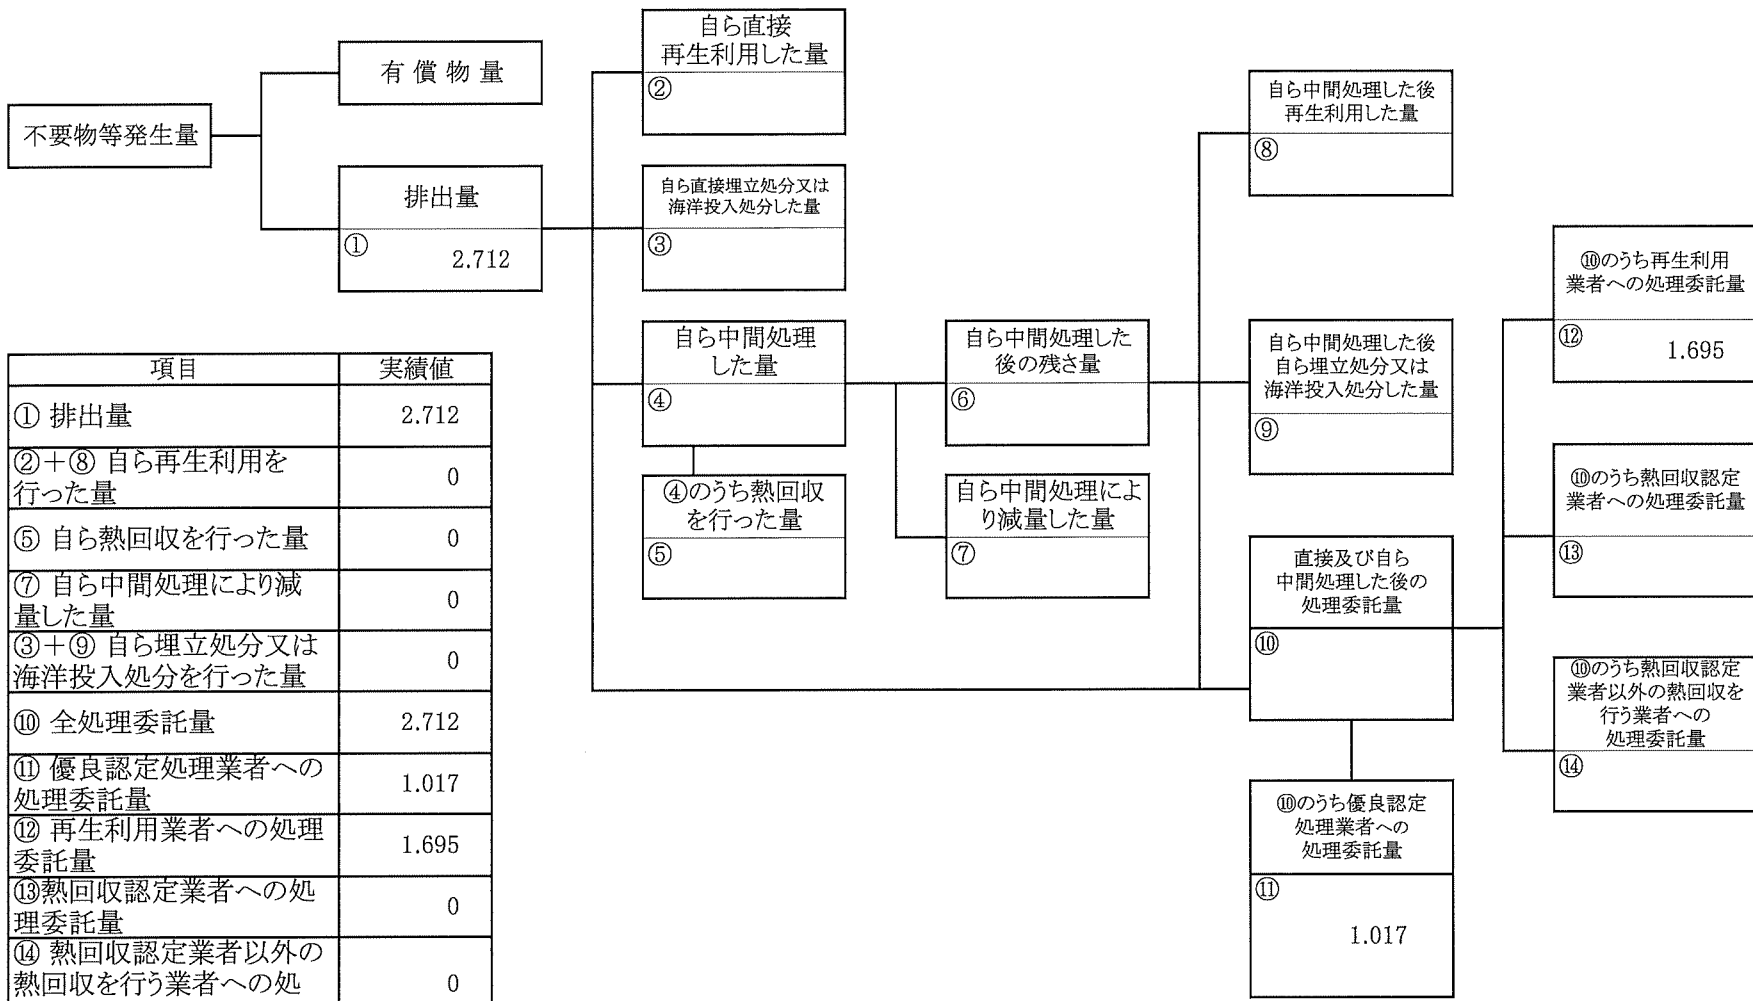 不要物等発生量
有償物量
排出量
①
2.712
自ら直接
再生利用した量
②
自ら直接埋立処分又は
海洋投入処分した量
③
自ら中間処理
した量
④
④のうち熱回収
を行った量
⑤
自ら中間処理した
後の残さ量
⑥
自ら中間処理によ
り減量した量
⑦
自ら中間処理した後
再生利用した量
⑧
自ら中間処理した後
自ら埋立処分又は
海洋投入処分した量
⑨
直接及び自ら
中間処理した後の
処理委託量
⑩
⑩のうち優良認定
処理業者への
処理委託量
⑪
1.017
⑩のうち再生利用
業者への処理委託量
⑫
1.695
⑩のうち熱回収認定
業者への処理委託量
⑬
⑩のうち熱回収認定
業者以外の熱回収を
行う業者への
処理委託量
⑭
項目 実績値
① 排出量 2.712
②+⑧ 自ら再生利用を
行った量 0
⑤ 自ら熱回収を行った量 0
⑦ 自ら中間処理により減
量した量 0
③+⑨ 自ら埋立処分又は
海洋投入処分を行った量 0
⑩ 全処理委託量 2.712
⑪ 優良認定処理業者への
処理委託量 1.017
⑫ 再生利用業者への処理
委託量 1.695
⑬熱回収認定業者への処
理委託量 0
⑭ 熱回収認定業者以外の
熱回収を行う業者への処 0